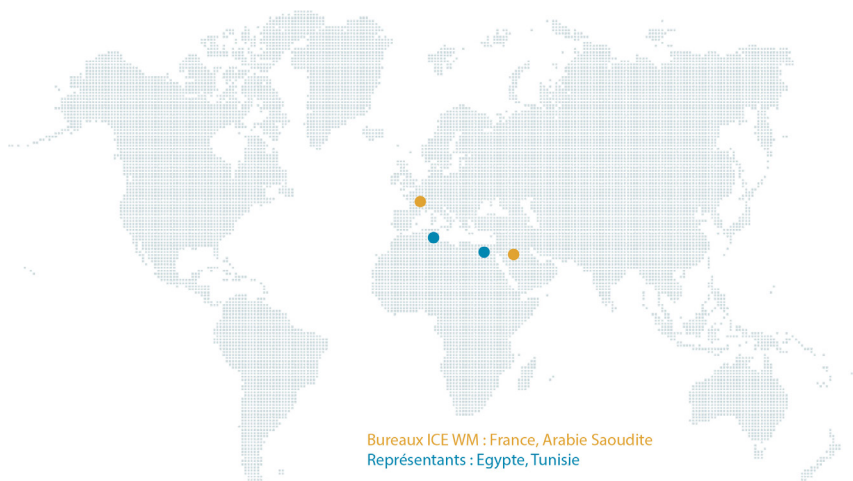 Bureaux ICE WM : France, Arabie Saoudite
Représentants : Egypte, Tunisie